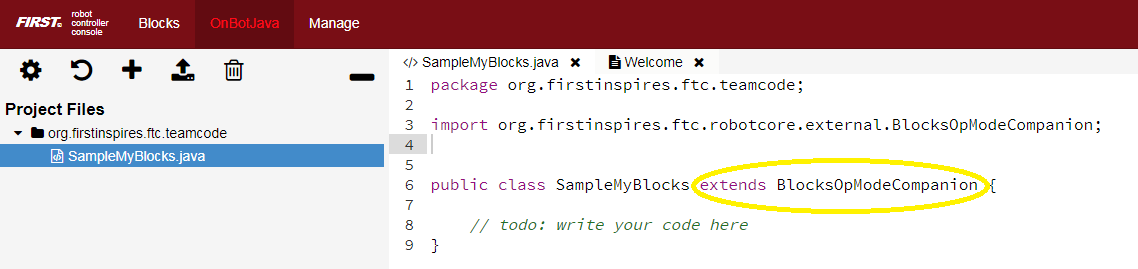 FIRST® robot controller console Blocks OnBotJava Manage
SampleMyBlocks.java Welcome
Project Files
org.firstinspires.ftc.teamcode
SampleMyBlocks.java
1 package org.firstinspires.ftc.teamcode;
2
3 import org.firstinspires.ftc.robotcore.external.BlocksOpModeCompanion;
4
5
6 public class SampleMyBlocks extends BlocksOpModeCompanion {
7
8 // todo: write your code here
9 }